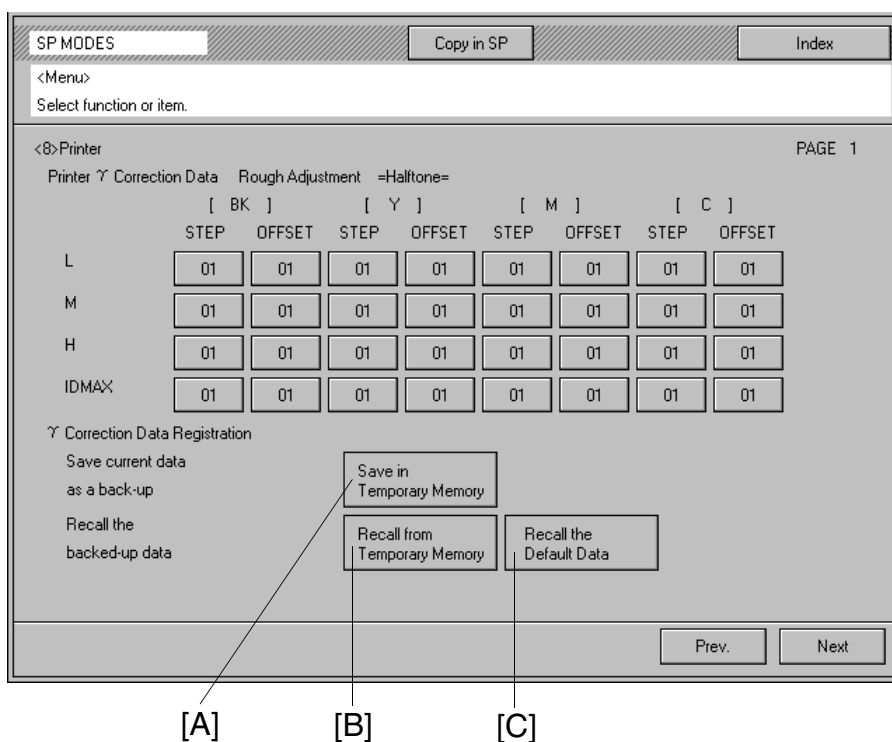 SP MODES Copy in SP Index
<Menu>
Select function or item.
<8>Printer PAGE 1
Printer ϒ Correction Data Rough Adjustment =Halftone=
[ BK ] [ Y ] [ M ] [ C ]
STEP OFFSET STEP OFFSET STEP OFFSET STEP OFFSET
L 01 01 01 01 01 01 01 01
M 01 01 01 01 01 01 01 01
H 01 01 01 01 01 01 01 01
IDMAX 01 01 01 01 01 01 01 01
ϒ Correction Data Registration
Save current data
as a back-up
Save in
Temporary Memory
Recall the
backed-up data
Recall from
Temporary Memory
Recall the
Default Data
Prev. Next
[A] [B] [C]